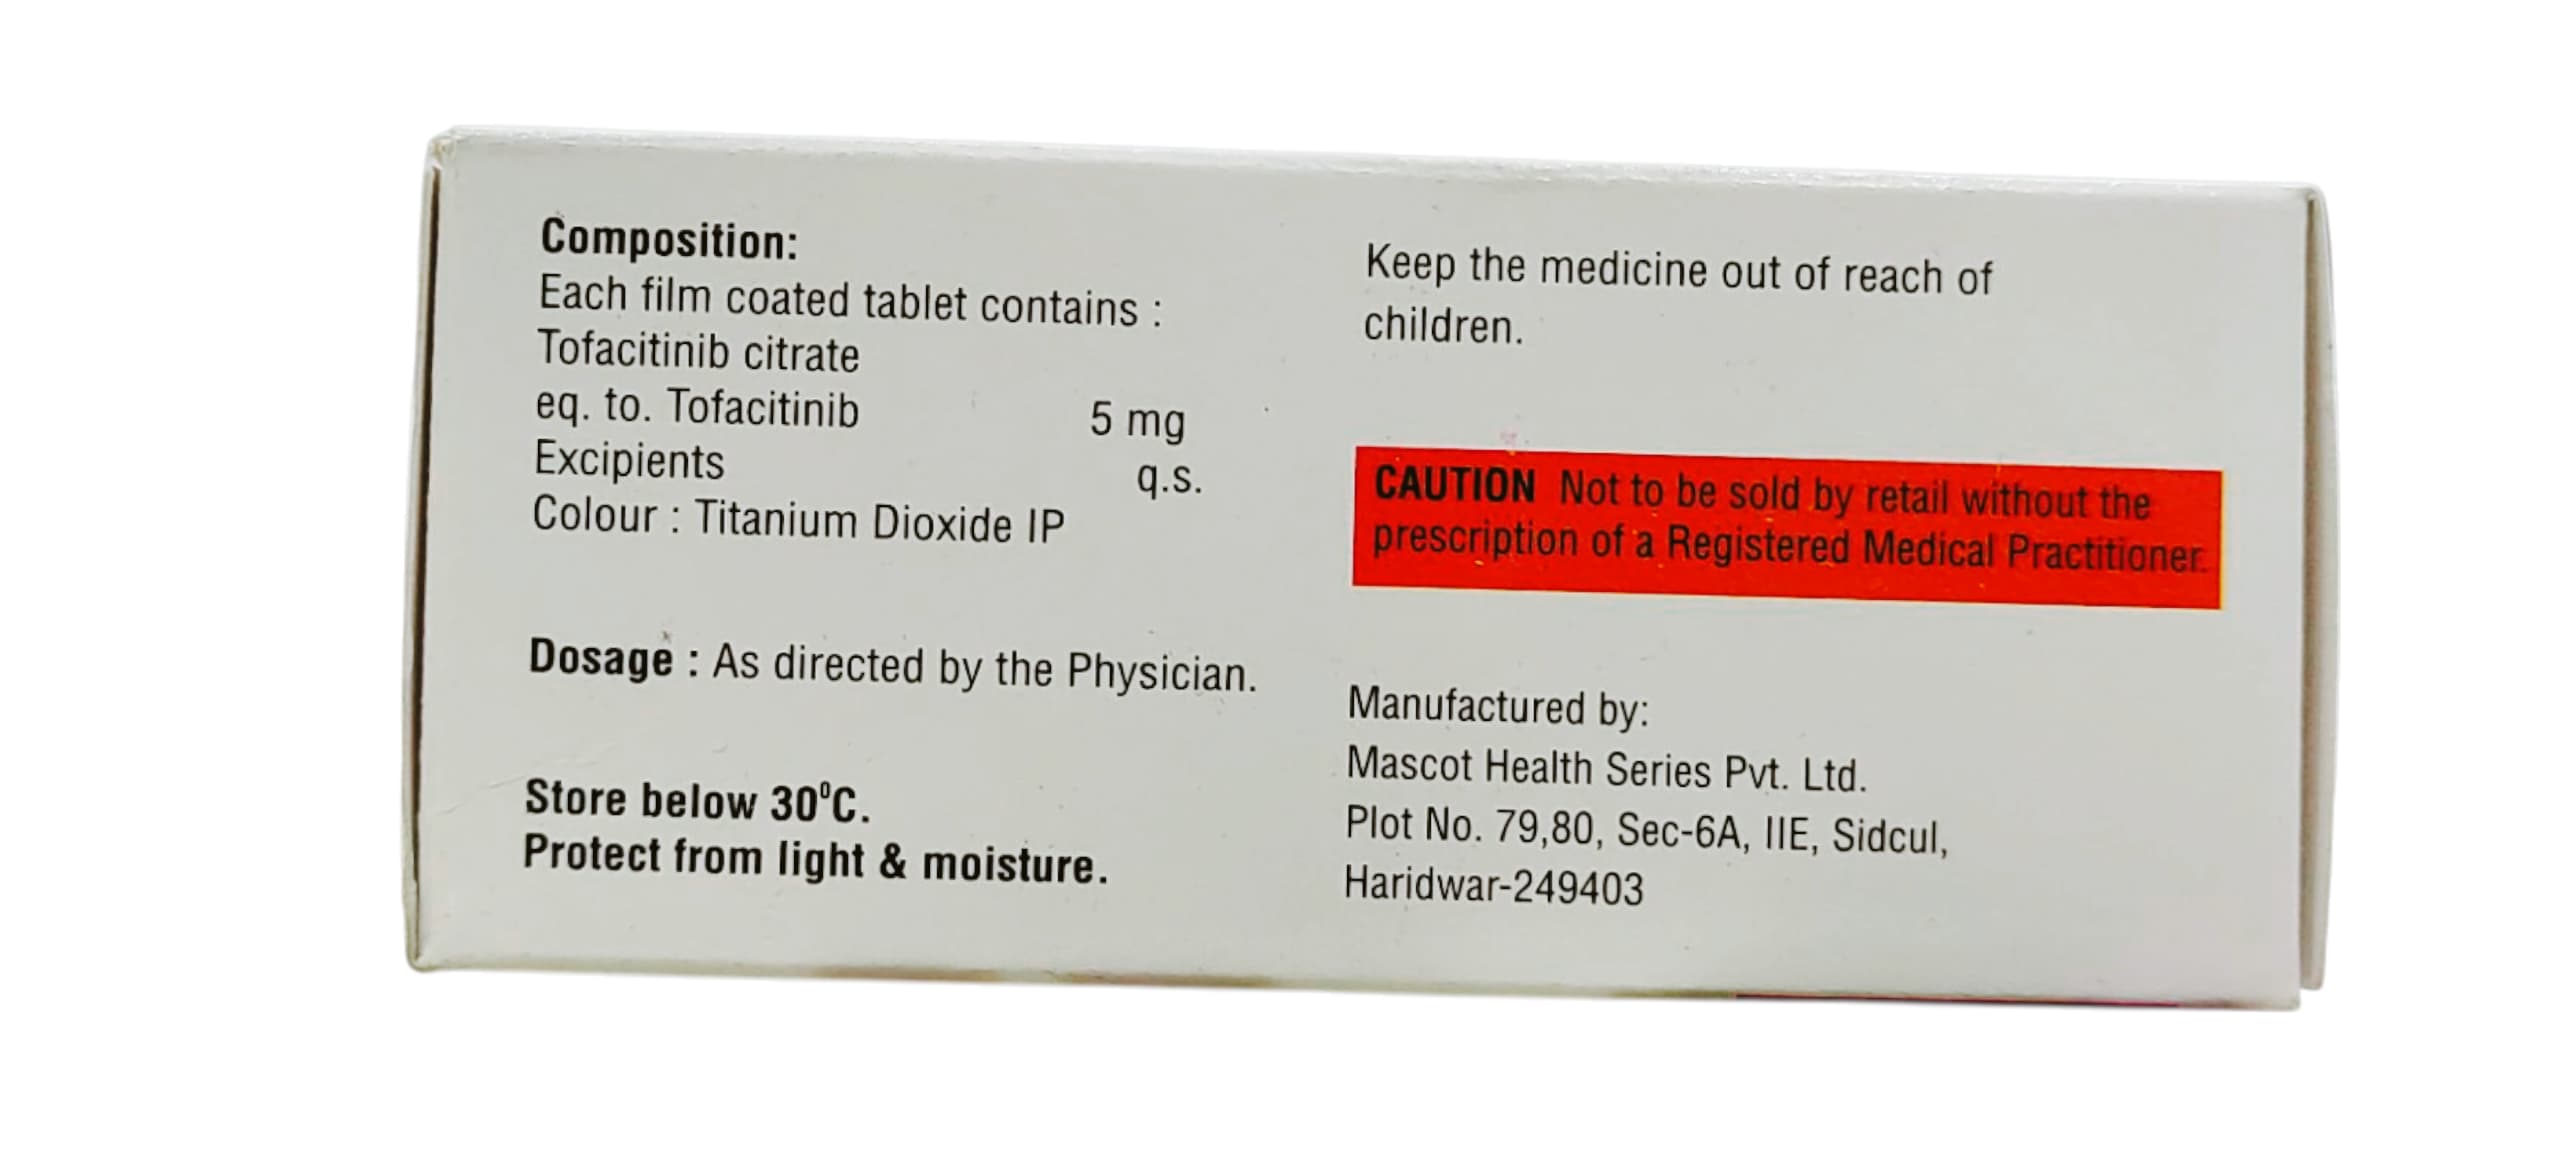 Composition:
Each film coated tablet contains :
Tofacitinib citrate
eq. to. Tofacitinib 5 mg
Excipients q.s.
Colour : Titanium Dioxide IP
Dosage : As directed by the Physician.
Store below 30⁰C.
Protect from light & moisture.
Keep the medicine out of reach of
children.
CAUTION Not to be sold by retail without the
prescription of a Registered Medical Practitioner.
Manufactured by:
Mascot Health Series Pvt. Ltd.
Plot No. 79,80, Sec-6A, IIE, Sidcul,
Haridwar-249403